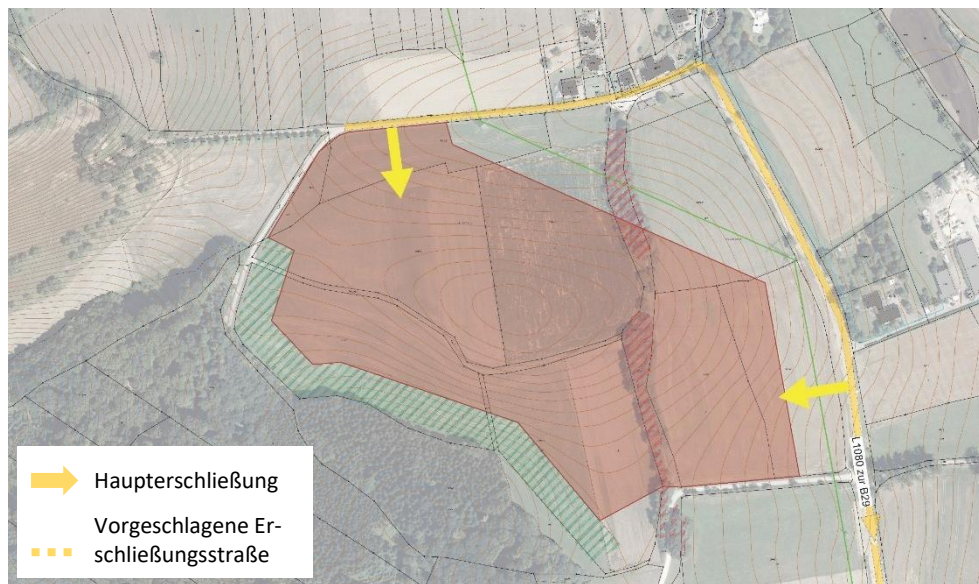 L1080 zur B29
Haupterschließung
Vorgeschlagene Er-
schließungsstraße